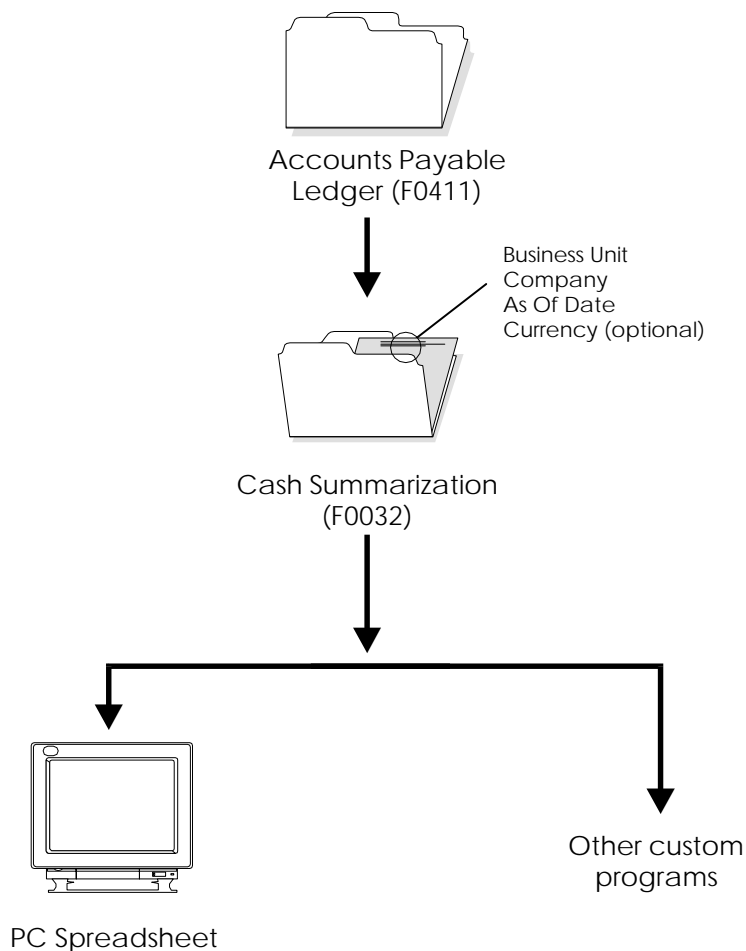 Accounts Payable
Ledger (F0411)
Business Unit
Company
As Of Date
Currency (optional)
Cash Summarization
(F0032)
Other custom
programs
PC Spreadsheet